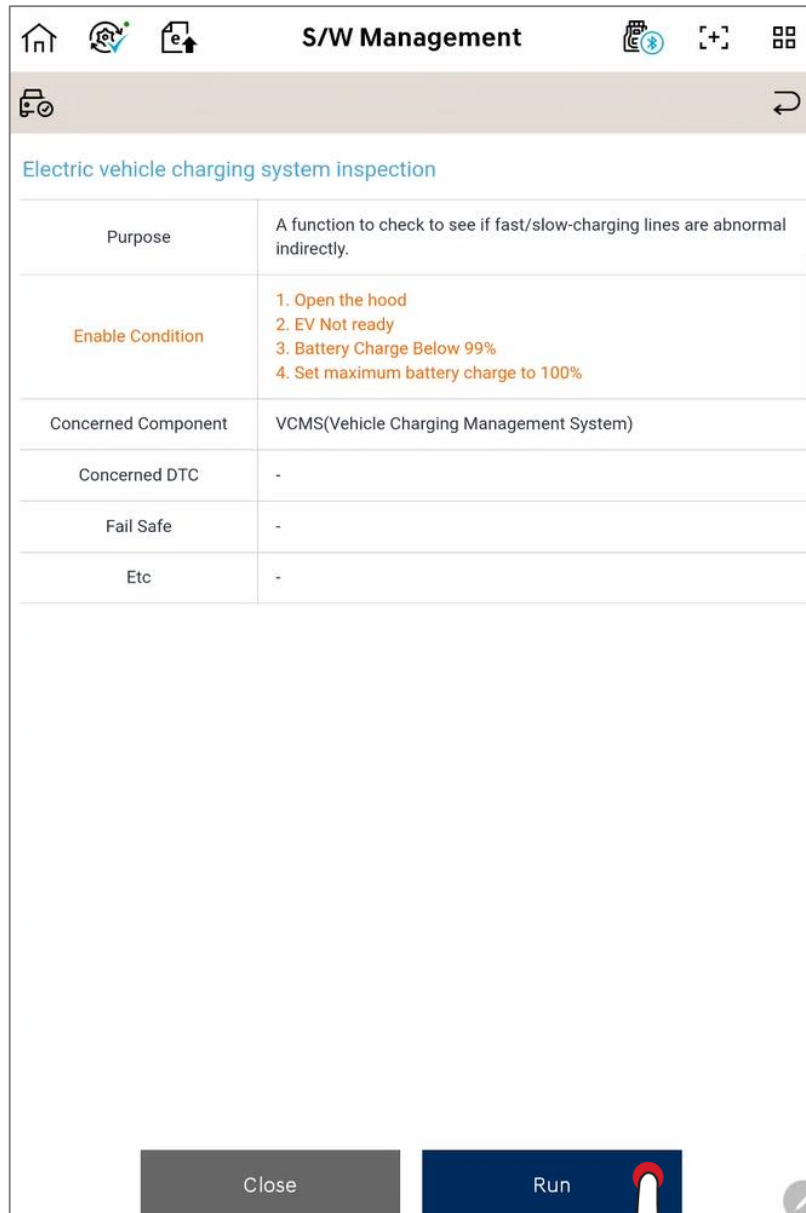 S/W Management
Electric vehicle charging system inspection
Purpose
A function to check to see if fast/slow-charging lines are abnormal
indirectly.
Enable Condition
1. Open the hood
2. EV Not ready
3. Battery Charge Below 99%
4. Set maximum battery charge to 100%
Concerned Component
VCMS(Vehicle Charging Management System)
Concerned DTC
-
Fail Safe
-
Etc
-
Close
Run